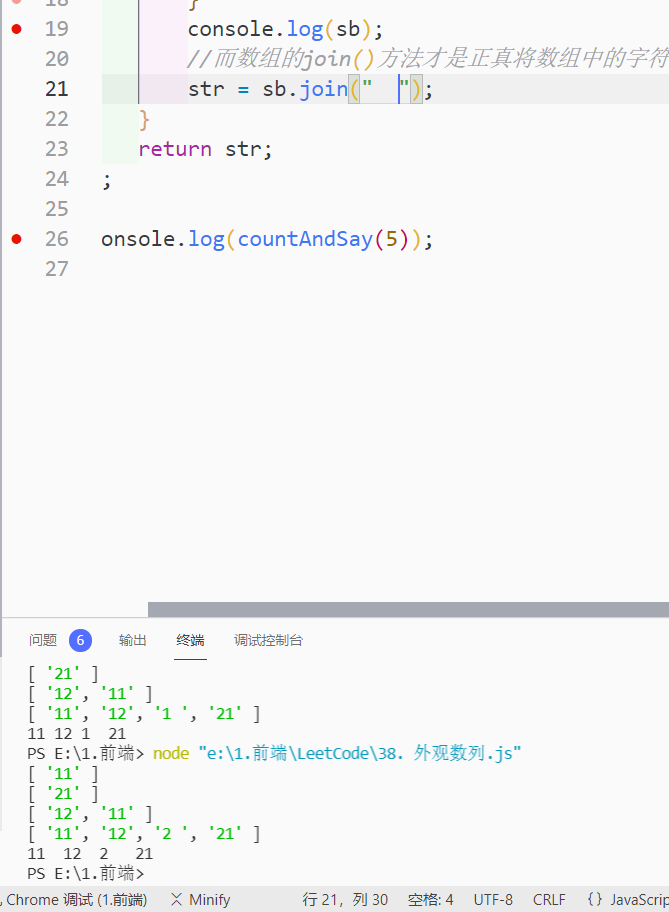 18 }
19 console.log(sb);
20 //而数组的join()方法才是正真将数组中的字符
21 str = sb.join("  ");
22 }
23 return str;
24 ;
25
26 onsole.log(countAndSay(5));
27
问题 6 输出 终端 调试控制台
[ '21' ]
[ '12', '11' ]
[ '11', '12', '1 ', '21' ]
11 12 1  21
PS E:\1.前端> node "e:\1.前端\LeetCode\38. 外观数列.js"
[ '11' ]
[ '21' ]
[ '12', '11' ]
[ '11', '12', '2 ', '21' ]
11  12  2   21
PS E:\1.前端>
Chrome 调试 (1.前端) Minify 行 21，列 30 空格: 4 UTF-8 CRLF {} JavaScrip